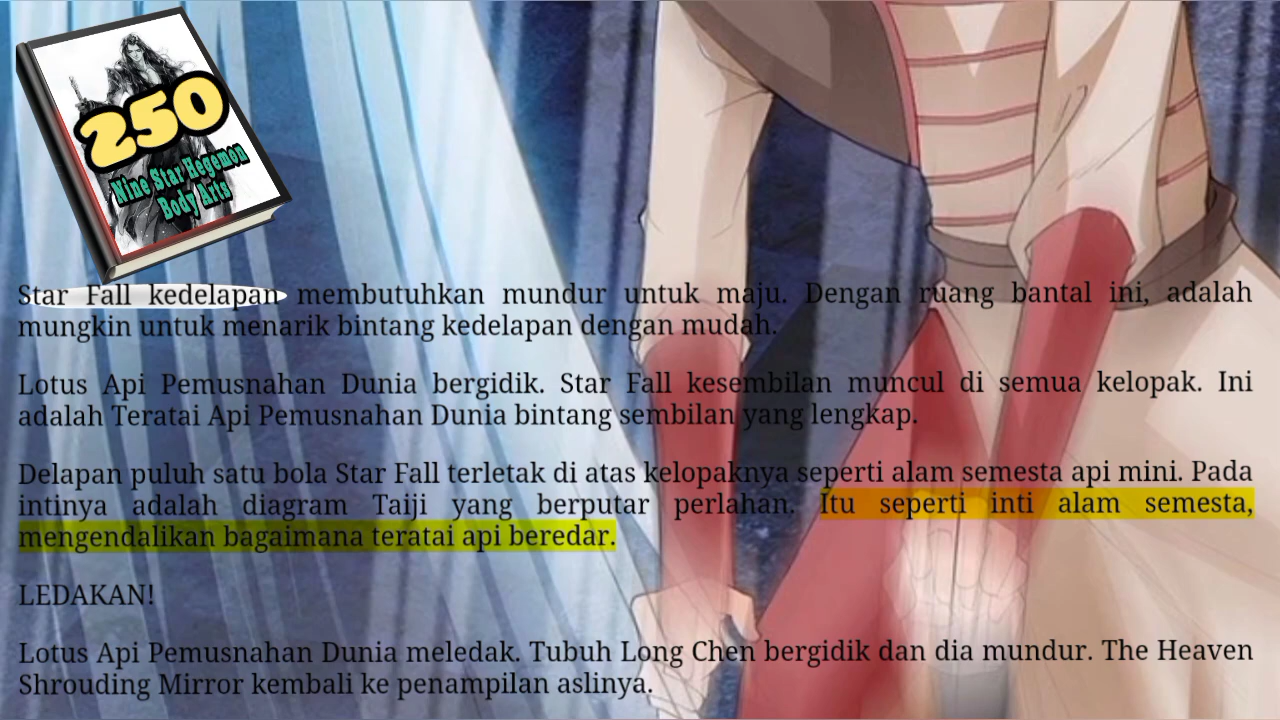 250
Nine Star Hegemon
Body Arts
Star Fall kedelapan membutuhkan mundur untuk maju. Dengan ruang bantal ini, adalah
mungkin untuk menarik bintang kedelapan dengan mudah.
Lotus Api Pemusnahan Dunia bergidik. Star Fall kesembilan muncul di semua kelopak. Ini
adalah Teratai Api Pemusnahan Dunia bintang sembilan yang lengkap.
Delapan puluh satu bola Star Fall terletak di atas kelopaknya seperti alam semesta api mini. Pada
intinya adalah diagram Taiji yang berputar perlahan. Itu seperti inti alam semesta,
mengendalikan bagaimana teratai api beredar.
LEDAKAN!
Lotus Api Pemusnahan Dunia meledak. Tubuh Long Chen bergidik dan dia mundur. The Heaven
Shrouding Mirror kembali ke penampilan aslinya.